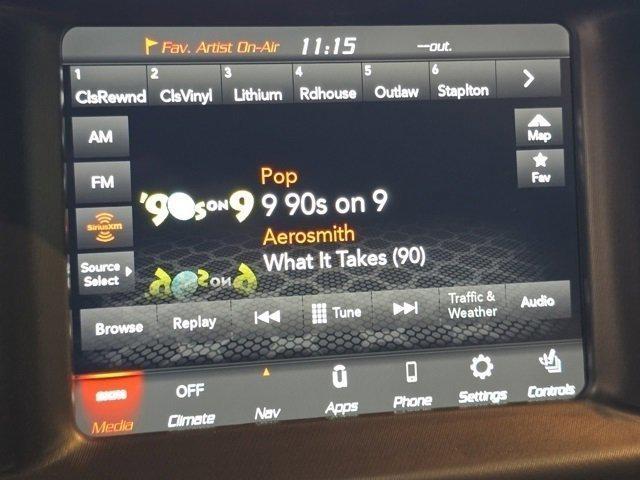 Fav. Artist On-Air 11:15 --out.
1 ClsRewnd 2 ClsVinyl 3 Lithium 4 Rdhouse 5 Outlaw 6 Staplton
AM
Map
FM
Fav
Pop
'90s ON 9
9 90s on 9
SiriusXM
Aerosmith
What It Takes (90)
Source
Select
Browse Replay Tune Traffic &
Weather Audio
Media OFF
Climate Nav Apps Phone Settings Controls